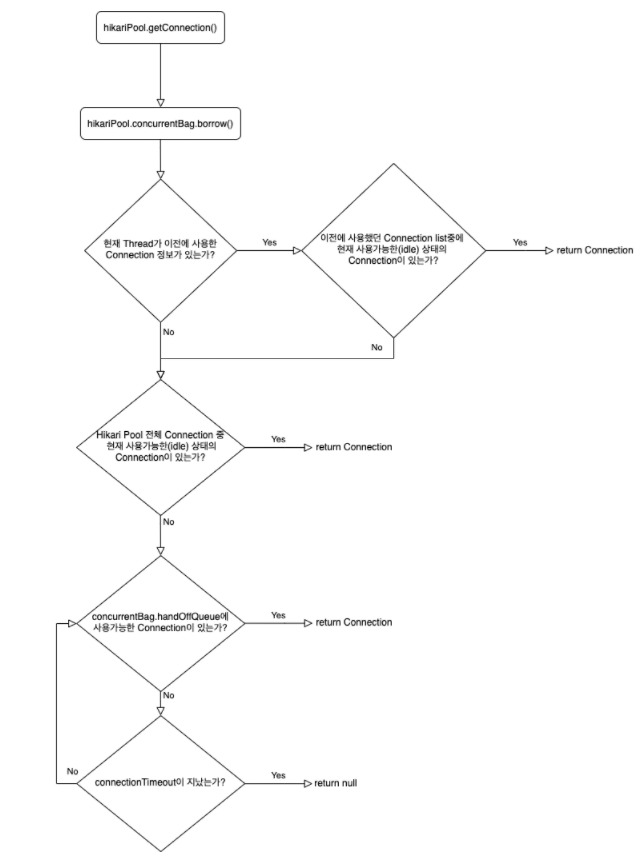 hikariPool.getConnection()
hikariPool.concurrentBag.borrow()
현재 Thread가 이전에 사용한
Connection 정보가 있는가?
Yes
이전에 사용했던 Connection list중에
현재 사용가능한(idle) 상태의
Connection이 있는가?
Yes
return Connection
No
No
Hikari Pool 전체 Connection 중
현재 사용가능한(idle) 상태의
Connection이 있는가?
Yes
return Connection
No
concurrentBag.handOffQueue에
사용가능한 Connection이 있는가?
Yes
return Connection
No
connectionTimeout이 지났는가?
No
Yes
return null